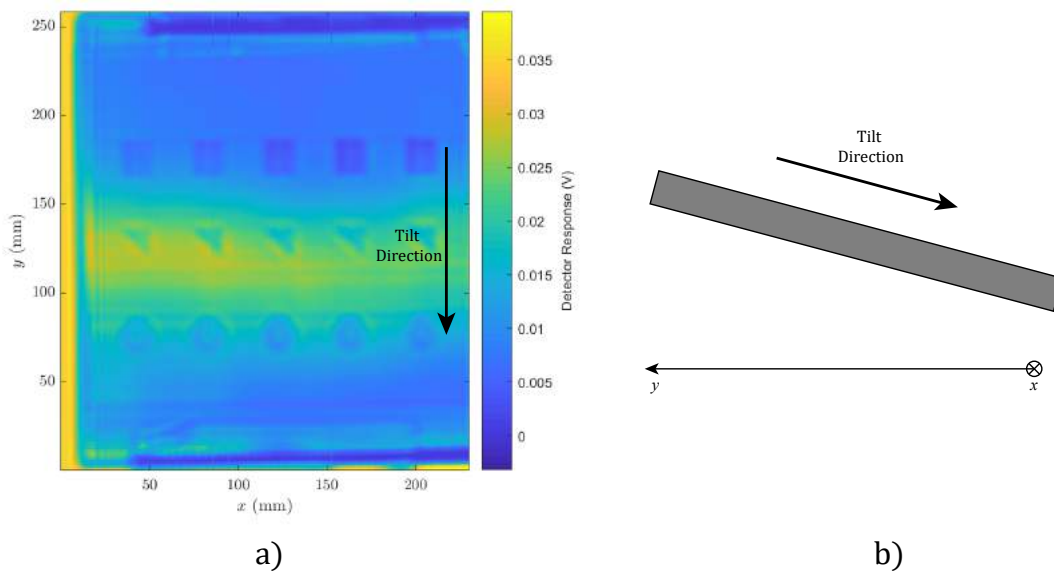 250
200
150
100
50
y (mm)
50
100
150
200
x (mm)
Tilt
Direction
0.035
0.03
0.025
0.02
0.015
0.01
0.005
0
Detector Response (V)
a)
Tilt
Direction
y
x
b)